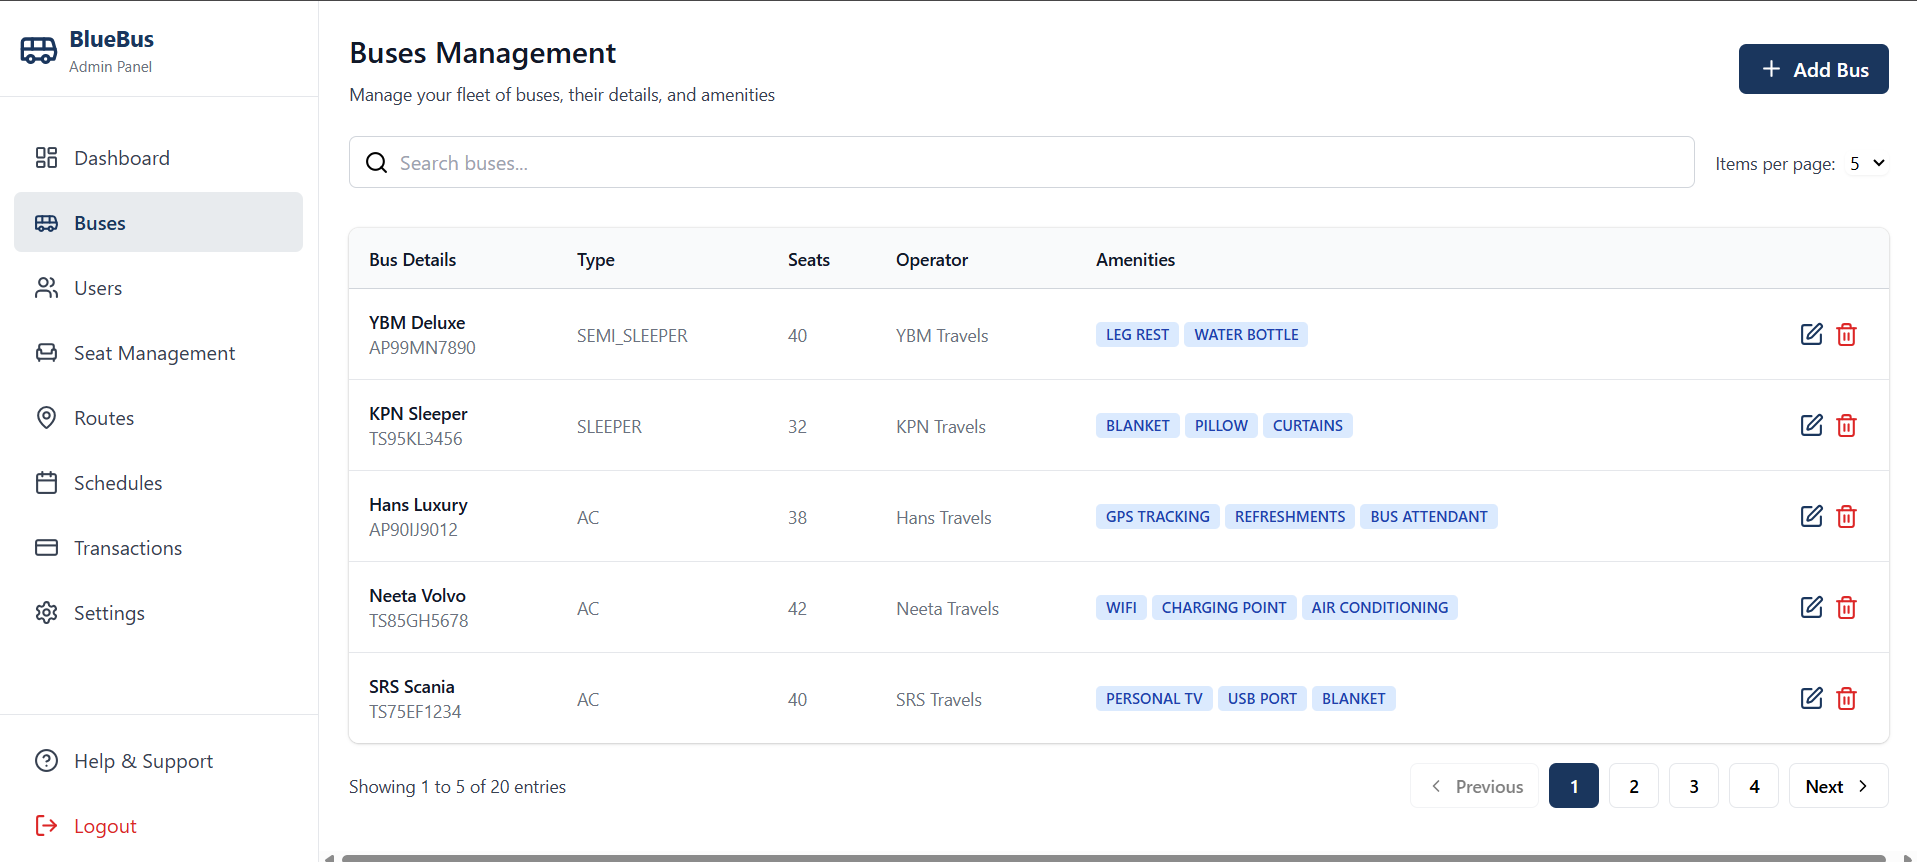 BlueBus
Admin Panel
Dashboard
Buses
Users
Seat Management
Routes
Schedules
Transactions
Settings
Help & Support
Logout
Buses Management
Manage your fleet of buses, their details, and amenities
Add Bus
Search buses...
Items per page: 5
Bus Details Type Seats Operator Amenities
YBM Deluxe
AP99MN7890
SEMI_SLEEPER 40 YBM Travels LEG REST WATER BOTTLE
KPN Sleeper
TS95KL3456
SLEEPER 32 KPN Travels BLANKET PILLOW CURTAINS
Hans Luxury
AP90IJ9012
AC 38 Hans Travels GPS TRACKING REFRESHMENTS BUS ATTENDANT
Neeta Volvo
TS85GH5678
AC 42 Neeta Travels WIFI CHARGING POINT AIR CONDITIONING
SRS Scania
TS75EF1234
AC 40 SRS Travels PERSONAL TV USB PORT BLANKET
Showing 1 to 5 of 20 entries
Previous 1 2 3 4 Next